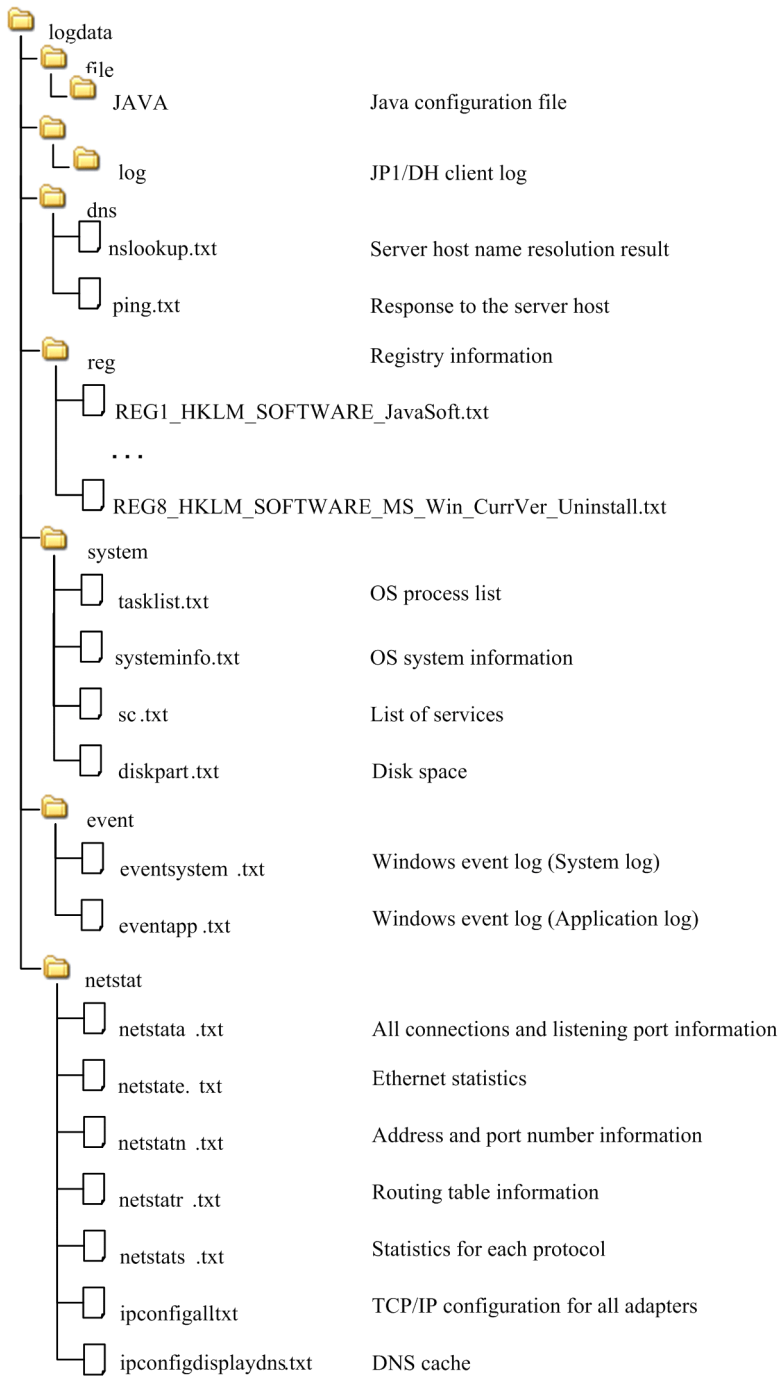 logdata
file
JAVA Java configuration file
log JP1/DH client log
dns
nslookup.txt Server host name resolution result
ping.txt Response to the server host
reg Registry information
REG1_HKLM_SOFTWARE_JavaSoft.txt
...
REG8_HKLM_SOFTWARE_MS_Win_CurrVer_Uninstall.txt
system
tasklist.txt OS process list
systeminfo.txt OS system information
sc.txt List of services
diskpart.txt Disk space
event
eventsystem .txt Windows event log (System log)
eventapp .txt Windows event log (Application log)
netstat
netstata .txt All connections and listening port information
netstate. txt Ethernet statistics
netstatn .txt Address and port number information
netstatr .txt Routing table information
netstats .txt Statistics for each protocol
ipconfigalltxt TCP/IP configuration for all adapters
ipconfigdisplaydns.txt DNS cache